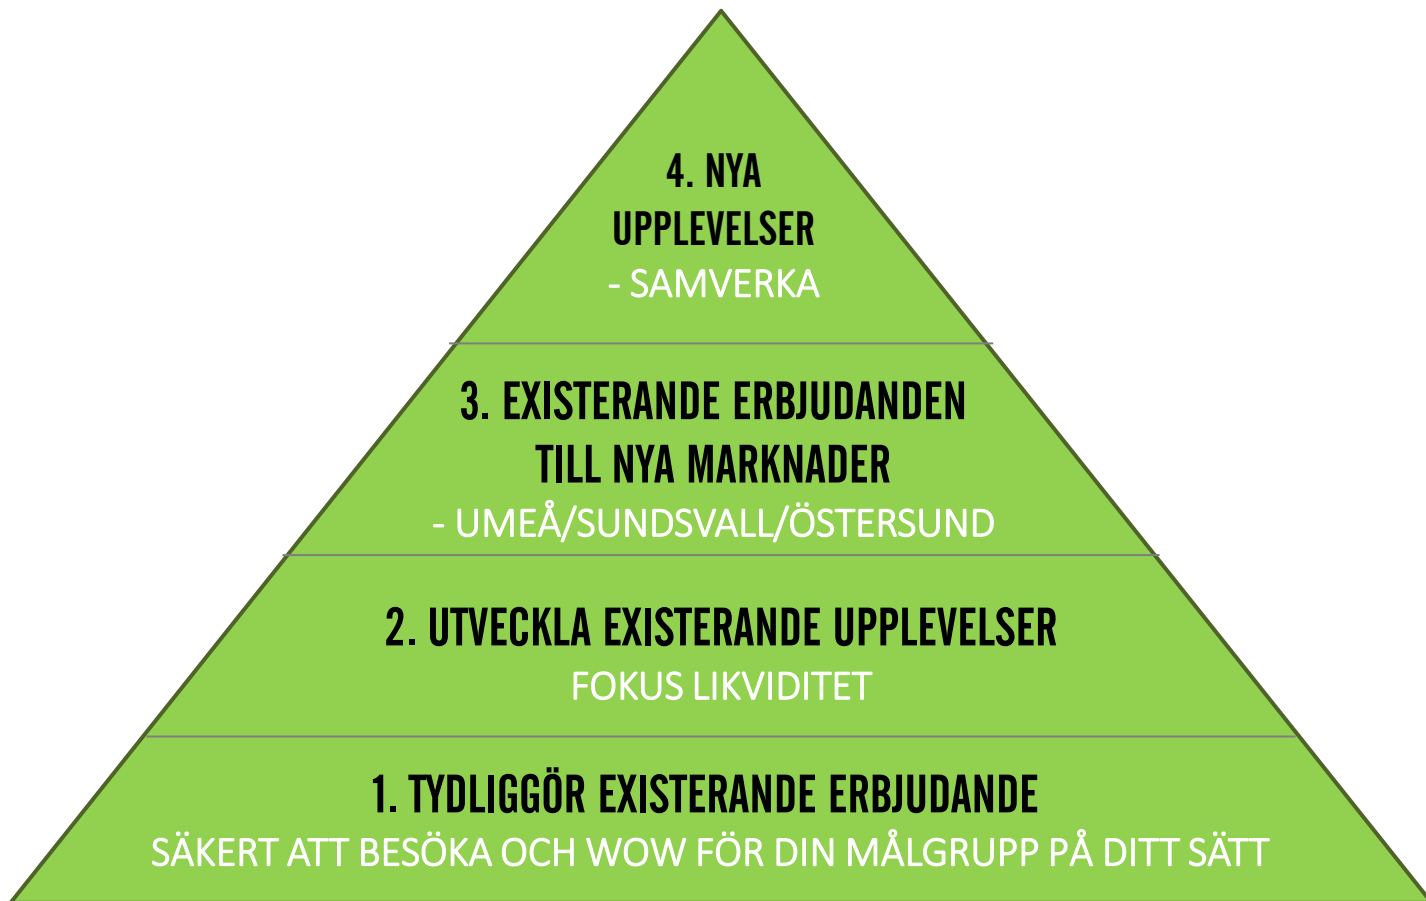 4. NYA
UPPLEVELSER
- SAMVERKA
3. EXISTERANDE ERBJUDANDEN
TILL NYA MARKNADER
- UMEÅ/SUNDSVALL/ÖSTERSUND
2. UTVECKLA EXISTERANDE UPPLEVELSER
FOKUS LIKVIDITET
1. TYDLIGGÖR EXISTERANDE ERBJUDANDE
SÄKERT ATT BESÖKA OCH WOW FÖR DIN MÅLGRUPP PÅ DITT SÄTT